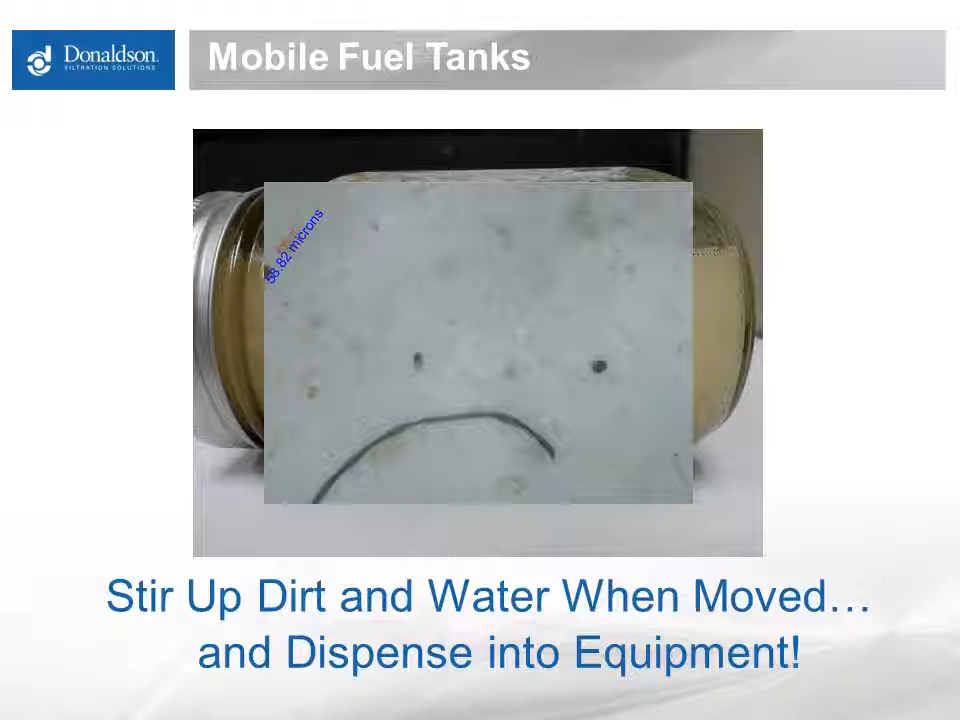 Donaldson.
FILTRATION SOLUTIONS
Mobile Fuel Tanks
58.82 microns
Stir Up Dirt and Water When Moved…
and Dispense into Equipment!